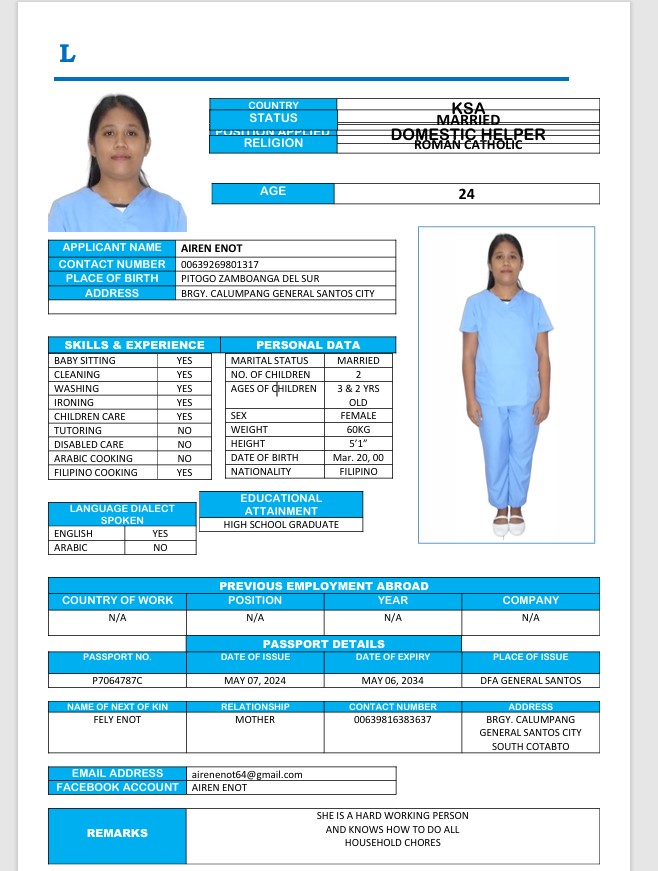 L
COUNTRY KSA
STATUS MARRIED
POSITION APPLIED DOMESTIC HELPER
RELIGION ROMAN CATHOLIC
AGE 24
APPLICANT NAME AIREN ENOT
CONTACT NUMBER 00639269801317
PLACE OF BIRTH PITOGO ZAMBOANGA DEL SUR
ADDRESS BRGY. CALUMPANG GENERAL SANTOS CITY
SKILLS & EXPERIENCE
BABY SITTING YES
CLEANING YES
WASHING YES
IRONING YES
CHILDREN CARE YES
TUTORING NO
DISABLED CARE NO
ARABIC COOKING NO
FILIPINO COOKING YES
PERSONAL DATA
MARITAL STATUS MARRIED
NO. OF CHILDREN 2
AGES OF CHILDREN 3 & 2 YRS
OLD
SEX FEMALE
WEIGHT 60KG
HEIGHT 5’1”
DATE OF BIRTH Mar. 20, 00
NATIONALITY FILIPINO
LANGUAGE DIALECT
SPOKEN
ENGLISH YES
ARABIC NO
EDUCATIONAL
ATTAINMENT
HIGH SCHOOL GRADUATE
PREVIOUS EMPLOYMENT ABROAD
COUNTRY OF WORK POSITION YEAR COMPANY
N/A N/A N/A N/A
PASSPORT DETAILS
PASSPORT NO. DATE OF ISSUE DATE OF EXPIRY PLACE OF ISSUE
P7064787C MAY 07, 2024 MAY 06, 2034 DFA GENERAL SANTOS
NAME OF NEXT OF KIN RELATIONSHIP CONTACT NUMBER ADDRESS
FELY ENOT MOTHER 00639816383637 BRGY. CALUMPANG
GENERAL SANTOS CITY
SOUTH COTABTO
EMAIL ADDRESS airenenot64@gmail.com
FACEBOOK ACCOUNT AIREN ENOT
REMARKS
SHE IS A HARD WORKING PERSON
AND KNOWS HOW TO DO ALL
HOUSEHOLD CHORES